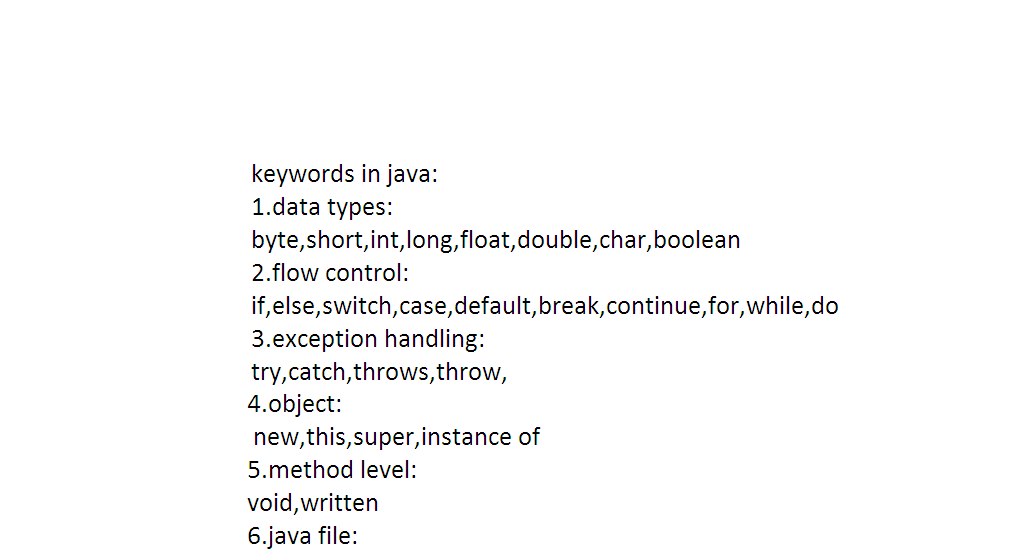 keywords in java:
1.data types:
byte,short,int,long,float,double,char,boolean
2.flow control:
if,else,switch,case,default,break,continue,for,while,do
3.exception handling:
try,catch,throws,throw,
4.object:
new,this,super,instance of
5.method level:
void,written
6.java file: